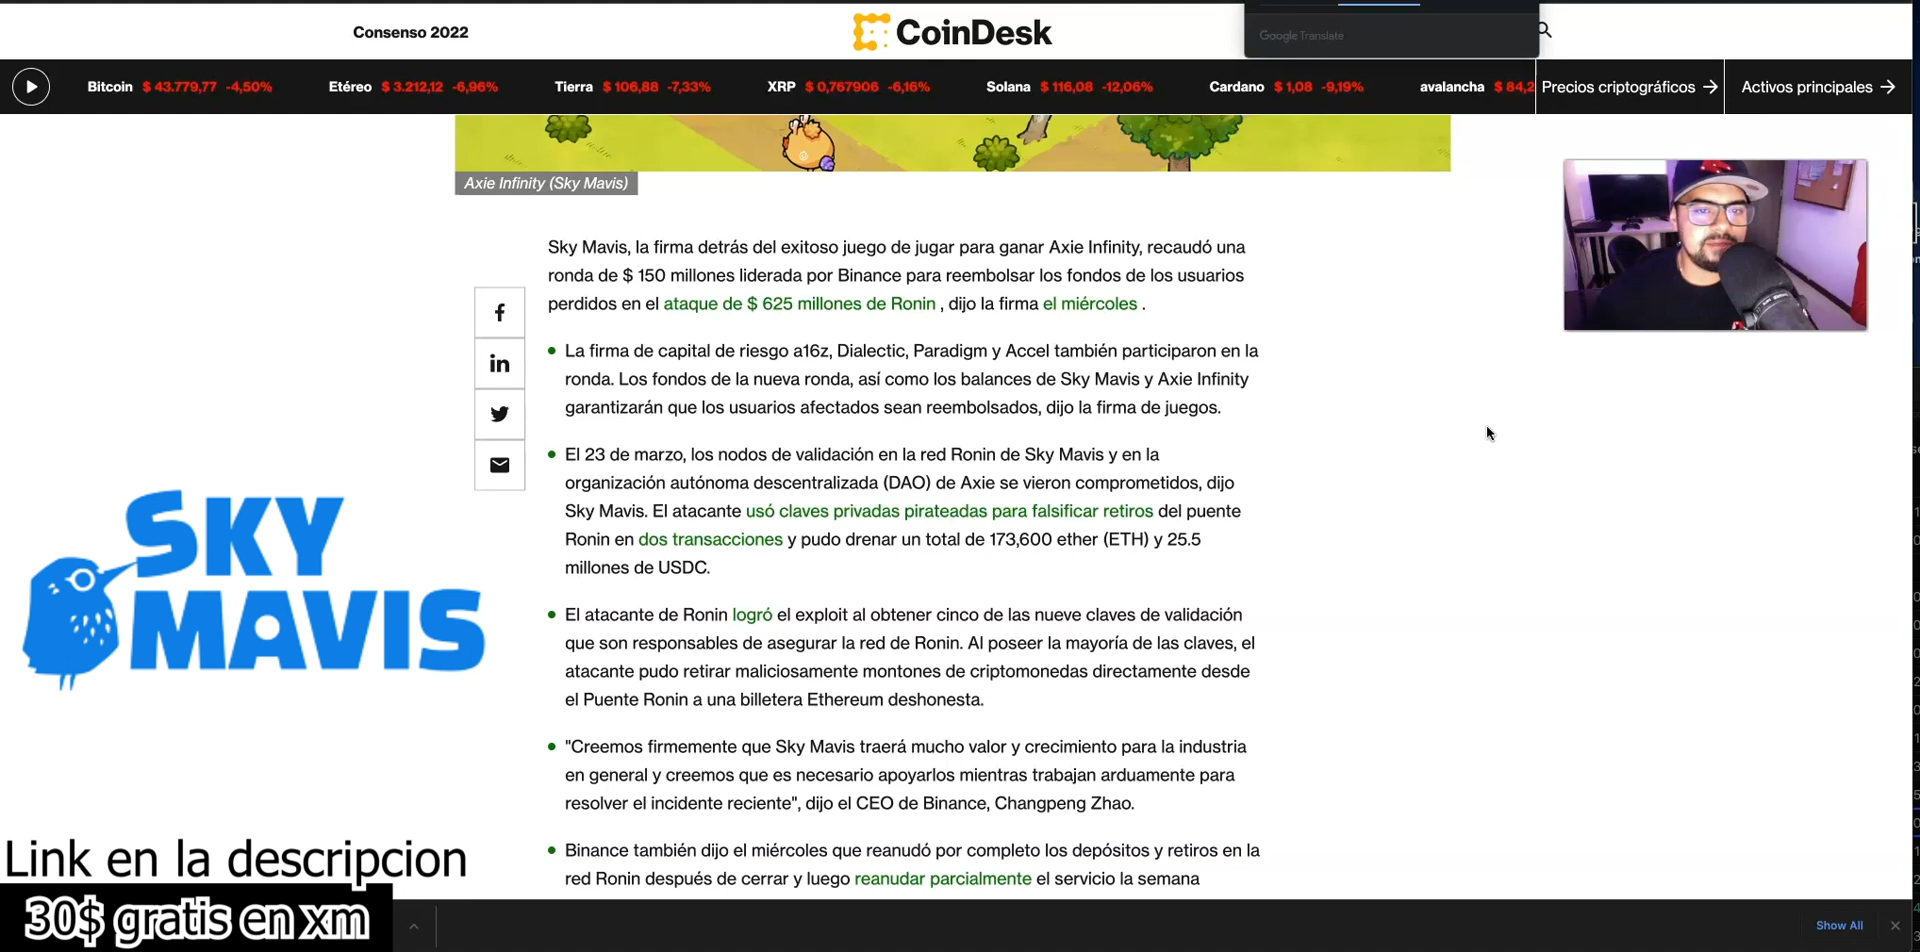 Consenso 2022
CoinDesk
Google Translate
Bitcoin $ 43.779,77 -4,50% Etéreo $ 3.212,12 -6,96% Tierra $ 106,88 -7,33% XRP $ 0,767906 -6,16% Solana $ 116,08 -12,06% Cardano $ 1,08 -9,19% avalancha $ 84,2 Precios criptográficos → Activos principales →
Axie Infinity (Sky Mavis)
Sky Mavis, la firma detrás del exitoso juego de jugar para ganar Axie Infinity, recaudó una
ronda de $ 150 millones liderada por Binance para reembolsar los fondos de los usuarios
perdidos en el ataque de $ 625 millones de Ronin , dijo la firma el miércoles .
La firma de capital de riesgo a16z, Dialectic, Paradigm y Accel también participaron en la
ronda. Los fondos de la nueva ronda, así como los balances de Sky Mavis y Axie Infinity
garantizarán que los usuarios afectados sean reembolsados, dijo la firma de juegos.
El 23 de marzo, los nodos de validación en la red Ronin de Sky Mavis y en la
organización autónoma descentralizada (DAO) de Axie se vieron comprometidos, dijo
Sky Mavis. El atacante usó claves privadas pirateadas para falsificar retiros del puente
Ronin en dos transacciones y pudo drenar un total de 173,600 ether (ETH) y 25.5
millones de USDC.
El atacante de Ronin logró el exploit al obtener cinco de las nueve claves de validación
que son responsables de asegurar la red de Ronin. Al poseer la mayoría de las claves, el
atacante pudo retirar maliciosamente montones de criptomonedas directamente desde
el Puente Ronin a una billetera Ethereum deshonesta.
"Creemos firmemente que Sky Mavis traerá mucho valor y crecimiento para la industria
en general y creemos que es necesario apoyarlos mientras trabajan arduamente para
resolver el incidente reciente", dijo el CEO de Binance, Changpeng Zhao.
Binance también dijo el miércoles que reanudó por completo los depósitos y retiros en la
red Ronin después de cerrar y luego reanudar parcialmente el servicio la semana
SKY
MAVIS
Link en la descripcion
30$ gratis en xm
Show All